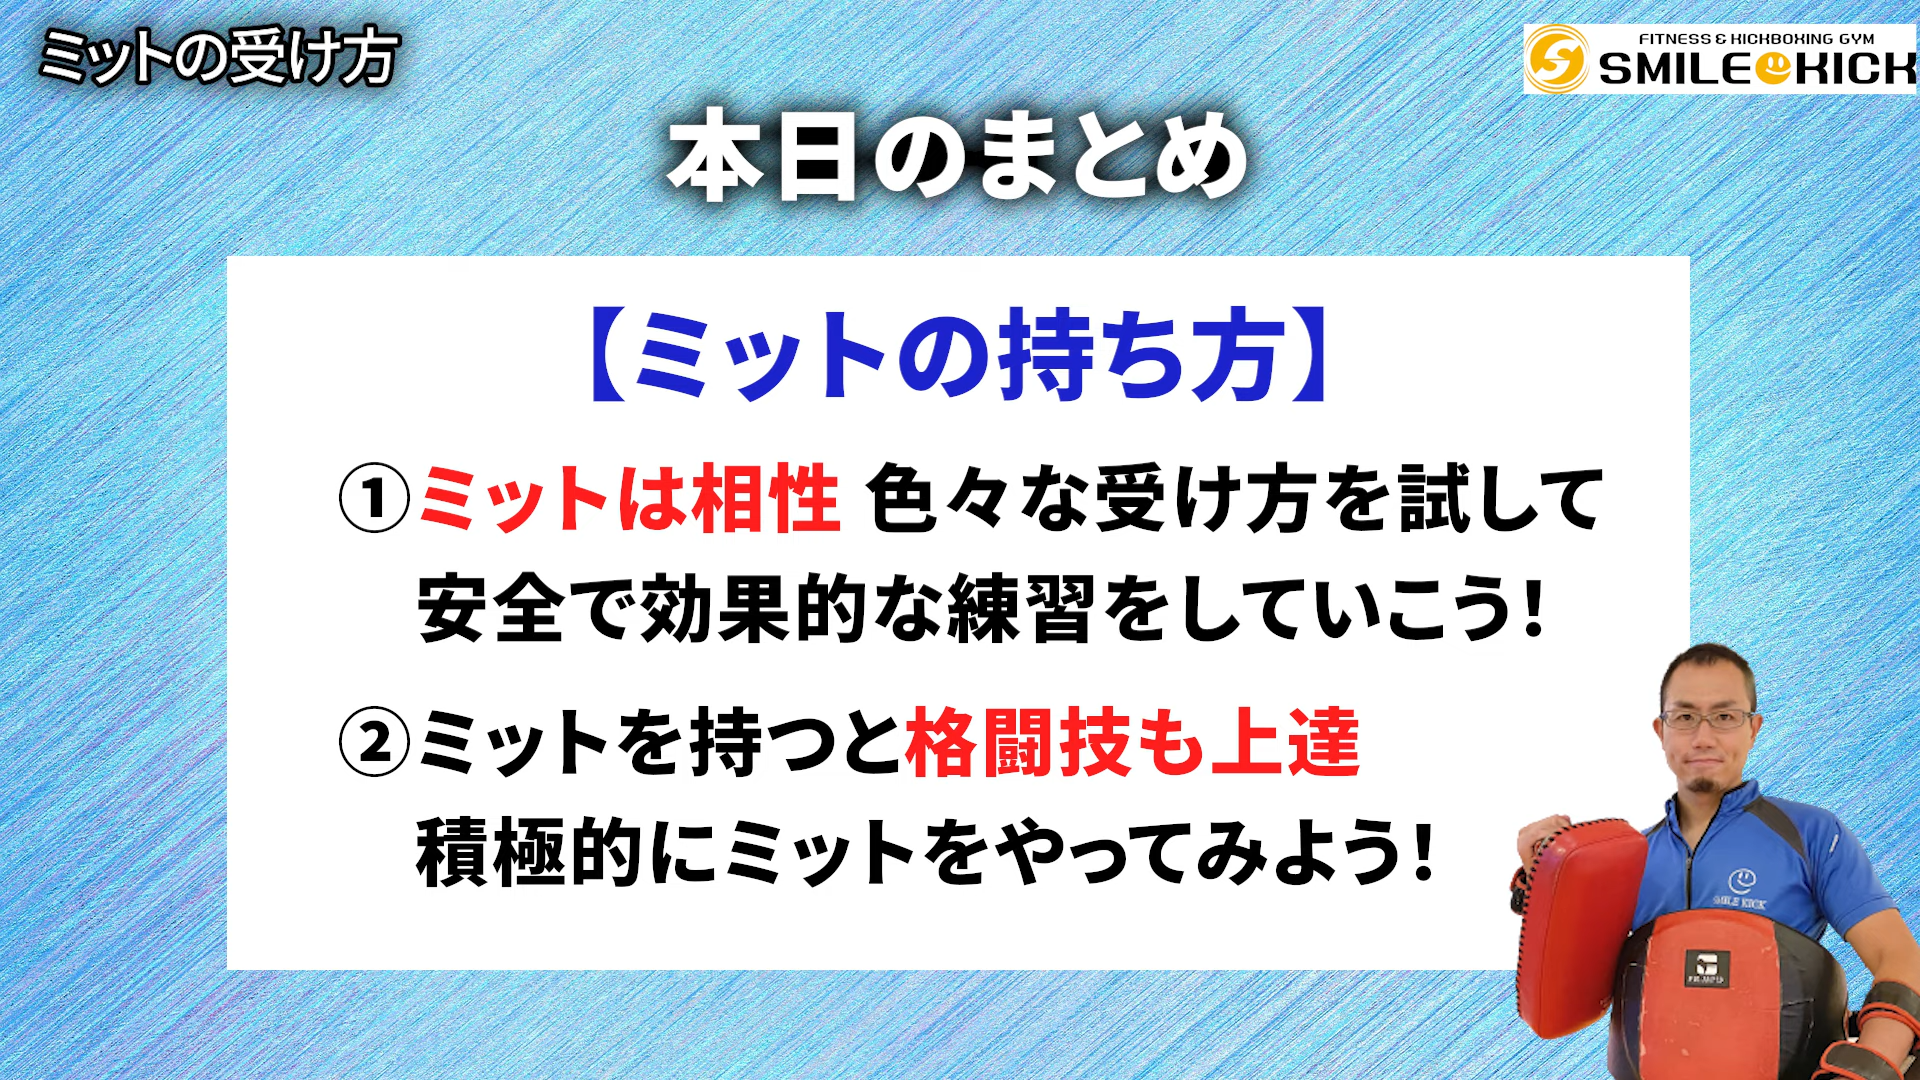 ミットの受け方
FITNESS & KICKBOXING GYM
SMILE KICK
本日のまとめ
【ミットの持ち方】
①ミットは相性 色々な受け方を試して
安全で効果的な練習をしていこう!
②ミットを持つと格闘技も上達
積極的にミットをやってみよう!
SMILE KICK